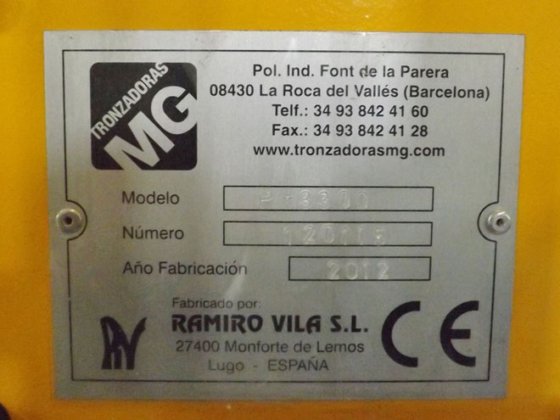 TRONZADORAS
MG
Pol. Ind. Font de la Parera
08430 La Roca del Vallés (Barcelona)
Telf.: 34 93 842 41 60
Fax.: 34 93 842 41 28
www.tronzadorasmg.com
Modelo
Número
Año Fabricación 2012
Fabricado por:
RAMIRO VILA S.L.
27400 Monforte de Lemos
Lugo - ESPAÑA
RV
CE